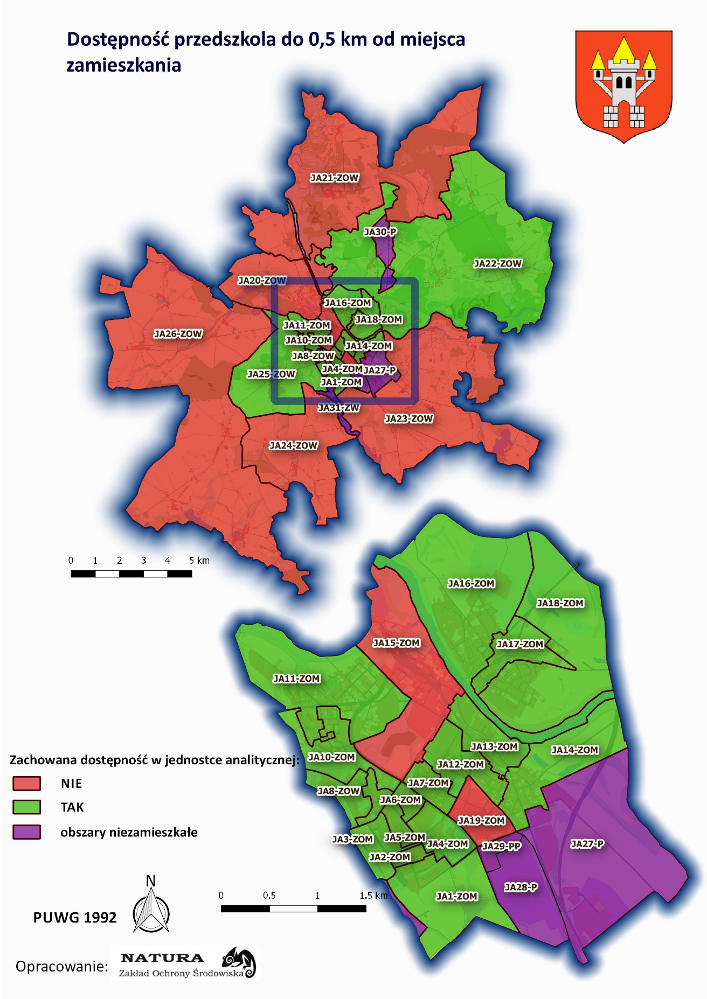 Dostępność przedszkola do 0,5 km od miejsca
zamieszkania
JA21-ZOW
JA30-P
JA22-ZOW
JA20-ZOW
JA16-ZOM
JA18-ZOM
JA11-ZOM
JA26-ZOW
JA10-ZOM
JA14-ZOM
JA8-ZOW
JA4-ZOM
JA27-P
JA25-ZOW
JA1-ZOM
JA31-ZW
JA23-ZOW
JA24-ZOW
0 1 2 3 4 5 km
JA16-ZOM
JA18-ZOM
JA15-ZOM
JA17-ZOM
JA11-ZOM
JA13-ZOM
JA14-ZOM
JA10-ZOM
JA12-ZOM
JA7-ZOM
JA8-ZOW
JA6-ZOM
JA19-ZOM
JA3-ZOM
JA5-ZOM
JA4-ZOM
JA29-PP
JA27-P
JA2-ZOM
JA28-P
JA1-ZOM
Zachowana dostępność w jednostce analitycznej:
NIE
TAK
obszary niezamieszkałe
N
0 0.5 1 1.5 km
PUWG 1992
Opracowanie:
NATURA
Zakład Ochrony Środowiska